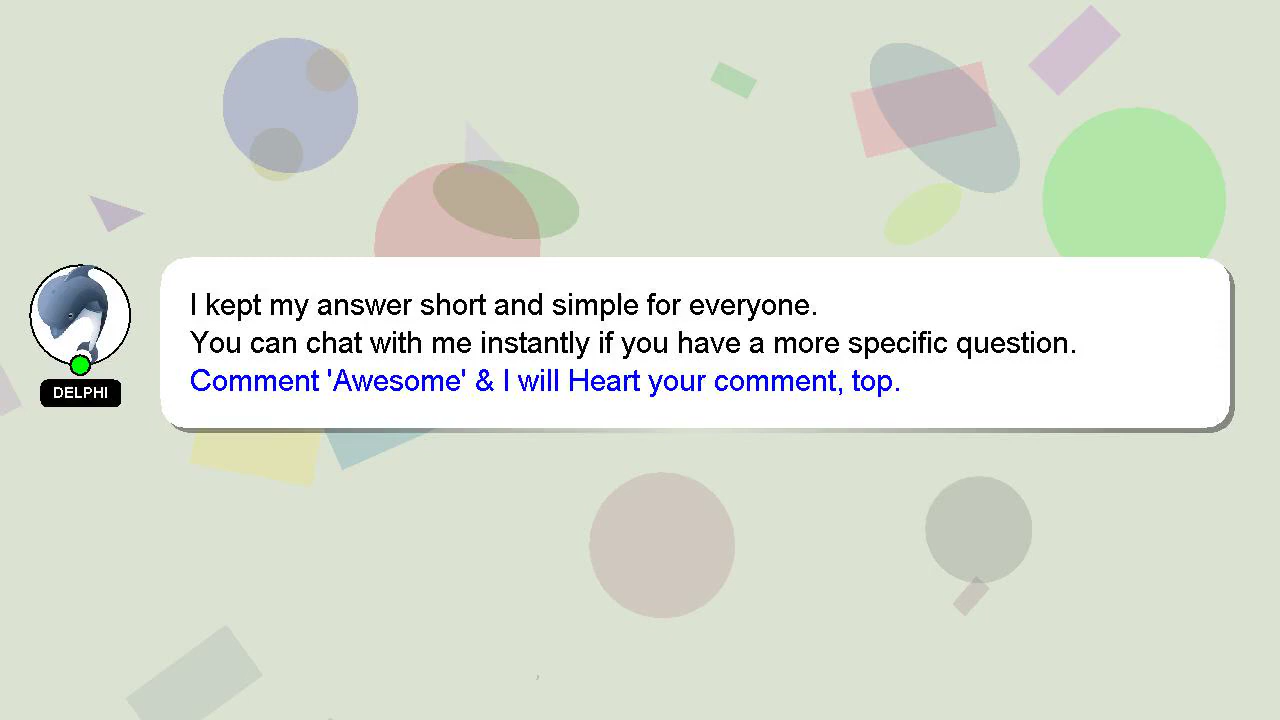 I kept my answer short and simple for everyone.
You can chat with me instantly if you have a more specific question.
Comment 'Awesome' & I will Heart your comment, top.
DELPHI